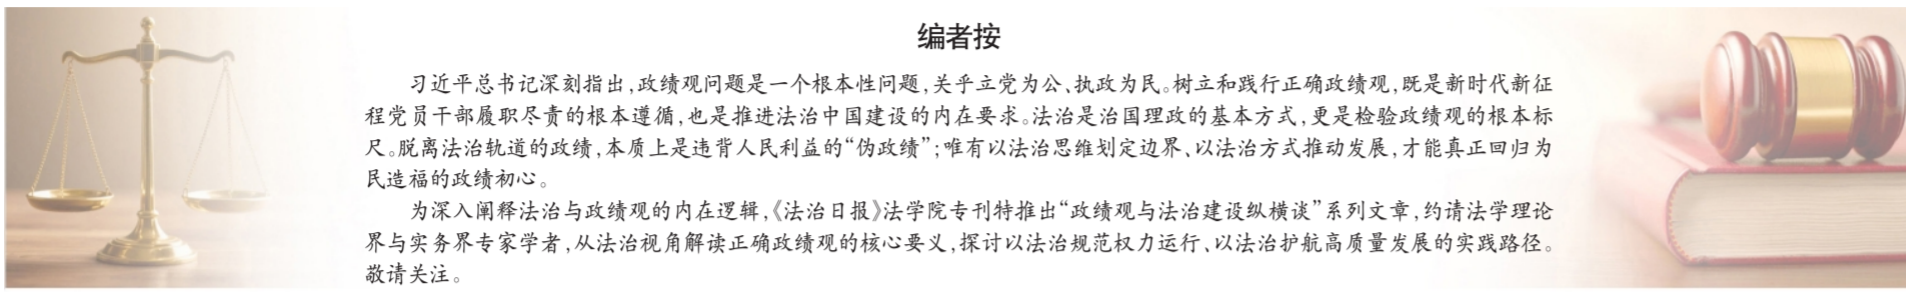 编者按
习近平总书记深刻指出，政绩观问题是一个根本性问题，关乎立党为公、执政为民。树立和践行正确政绩观，既是新时代新征
程党员干部履职尽责的根本遵循，也是推进法治中国建设的内在要求。法治是治国理政的基本方式，更是检验政绩观的根本标
尺。脱离法治轨道的政绩，本质上是违背人民利益的“伪政绩”；唯有以法治思维划定边界、以法治方式推动发展，才能真正回归为
民造福的政绩初心。
为深入阐释法治与政绩观的内在逻辑，《法治日报》法学院专刊特推出“政绩观与法治建设纵横谈”系列文章，约请法学理论
界与实务界专家学者，从法治视角解读正确政绩观的核心要义，探讨以法治规范权力运行、以法治护航高质量发展的实践路径。
敬请关注。